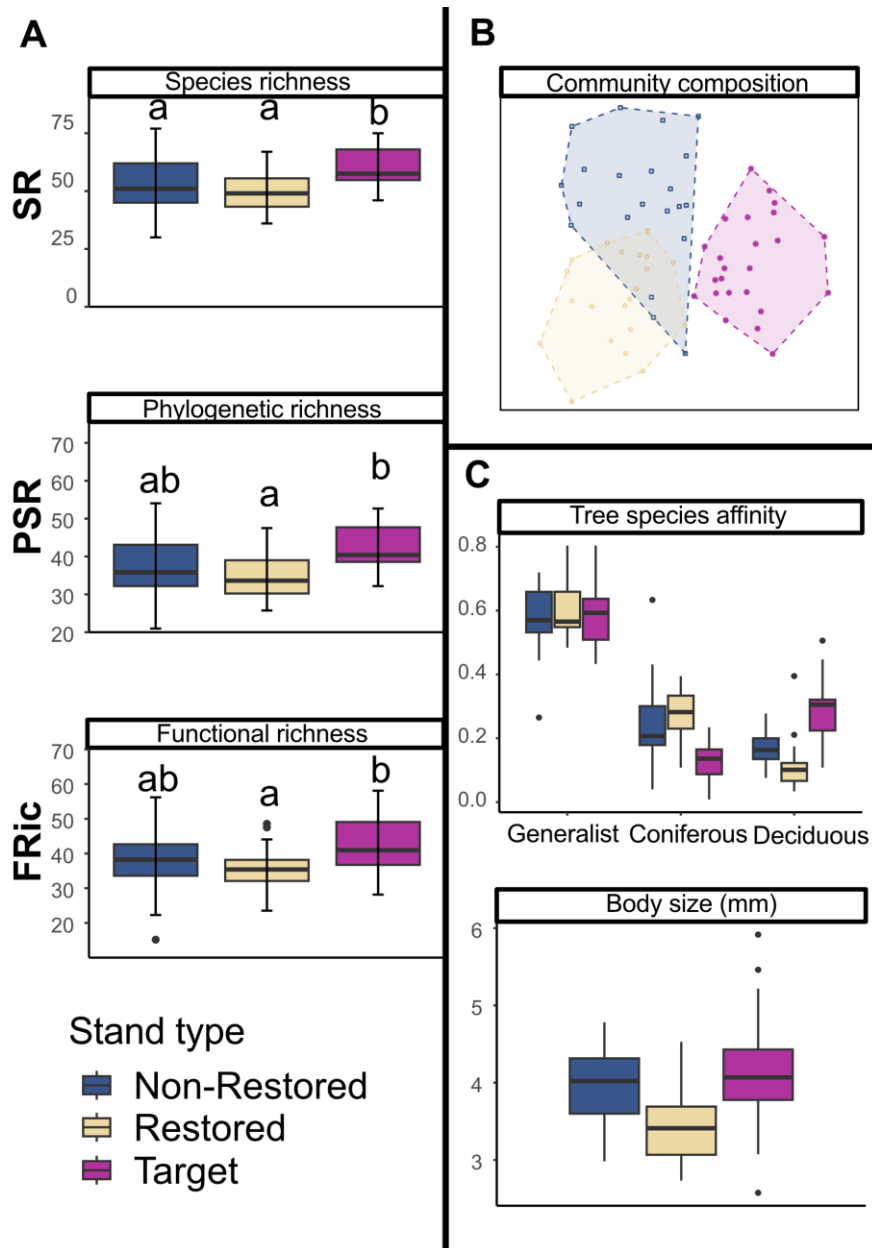 A
Species richness
a a b
SR
75
50
25
0
Phylogenetic richness
ab a b
PSR
70
60
50
40
30
20
Functional richness
ab a b
FRic
70
60
50
40
30
20
Stand type
Non-Restored
Restored
Target
B
Community composition
C
Tree species affinity
0.8
0.6
0.4
0.2
0.0
Generalist Coniferous Deciduous
Body size (mm)
6
5
4
3